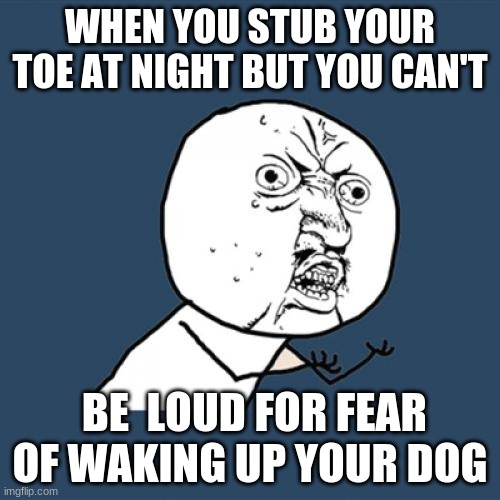 WHEN YOU STUB YOUR
TOE AT NIGHT BUT YOU CAN'T
BE  LOUD FOR FEAR
OF WAKING UP YOUR DOG
imgflip.com